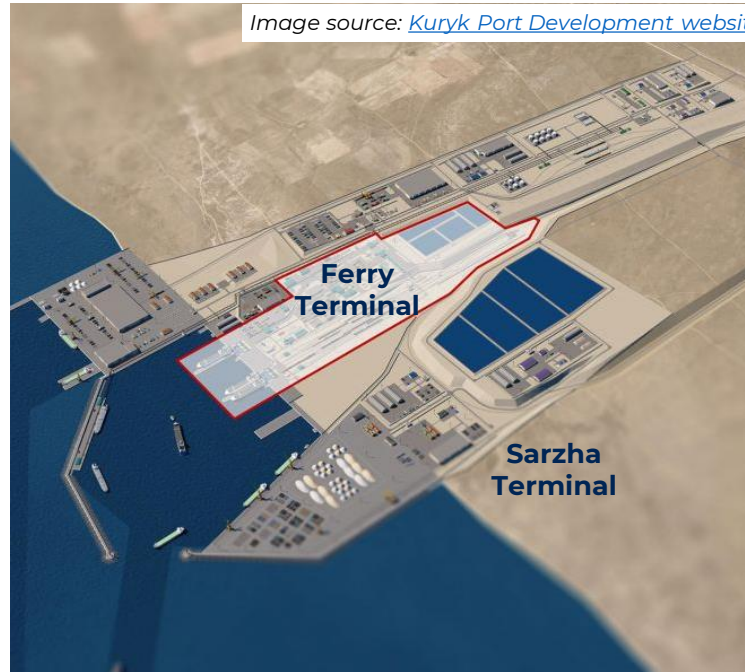 Image source: Kuryk Port Development websit
Ferry
Terminal
Sarzha
Terminal